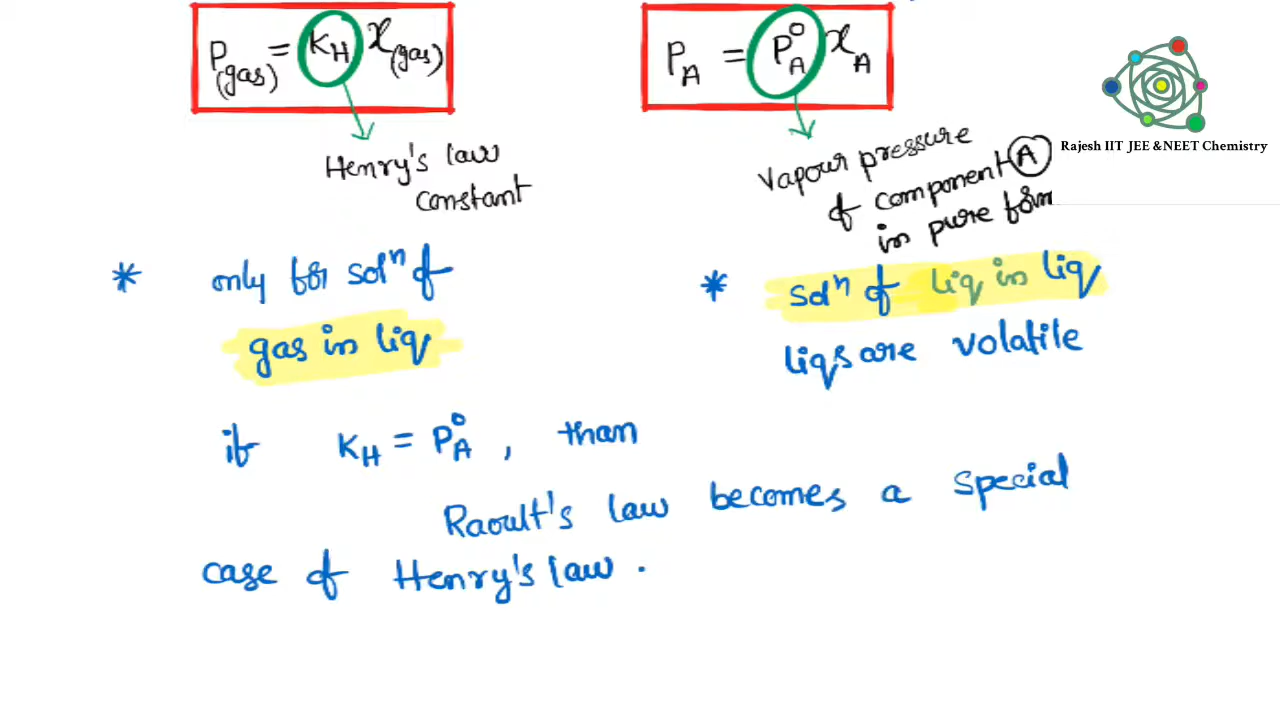 P(gas) = KH x(gas)
Henry's law
constant
* only for solⁿ of
gas in liq
PA = P⁰A xA
Vapour pressure
of component A
in pure form
* solⁿ of liq in liq
liqs are volatile
if KH = P⁰A, than
Raoult's law becomes a special
case of Henry's law.
Rajesh IIT JEE &NEET Chemistry